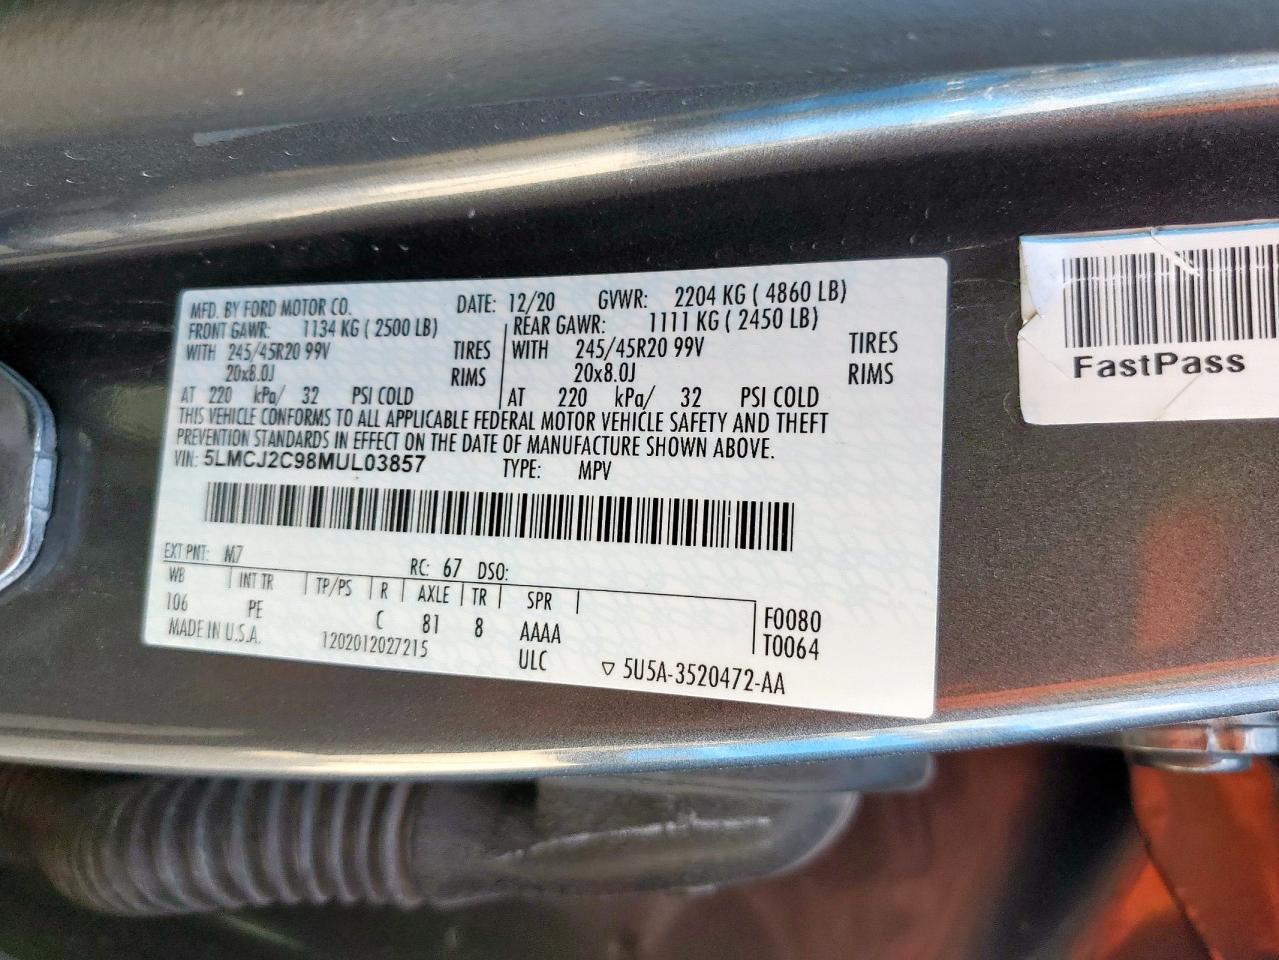 MFD. BY FORD MOTOR CO. DATE: 12/20 GVWR: 2204 KG ( 4860 LB)
FRONT GAWR: 1134 KG ( 2500 LB) REAR GAWR: 1111 KG ( 2450 LB)
WITH 245/45R20 99V TIRES WITH 245/45R20 99V TIRES
20x8.0J RIMS 20x8.0J RIMS
AT 220 kPa/ 32 PSI COLD AT 220 kPa/ 32 PSI COLD
THIS VEHICLE CONFORMS TO ALL APPLICABLE FEDERAL MOTOR VEHICLE SAFETY AND THEFT
PREVENTION STANDARDS IN EFFECT ON THE DATE OF MANUFACTURE SHOWN ABOVE.
VIN: 5LMCJ2C98MUL03857 TYPE: MPV
EXT PNT: M7 RC: 67 DSO:
WB INT TR TP/PS R AXLE TR SPR
106 PE C 81 8 AAAA F0080
MADE IN U.S.A. 1202012027215 ULC T0064
▽ 5U5A-3520472-AA
FastPass